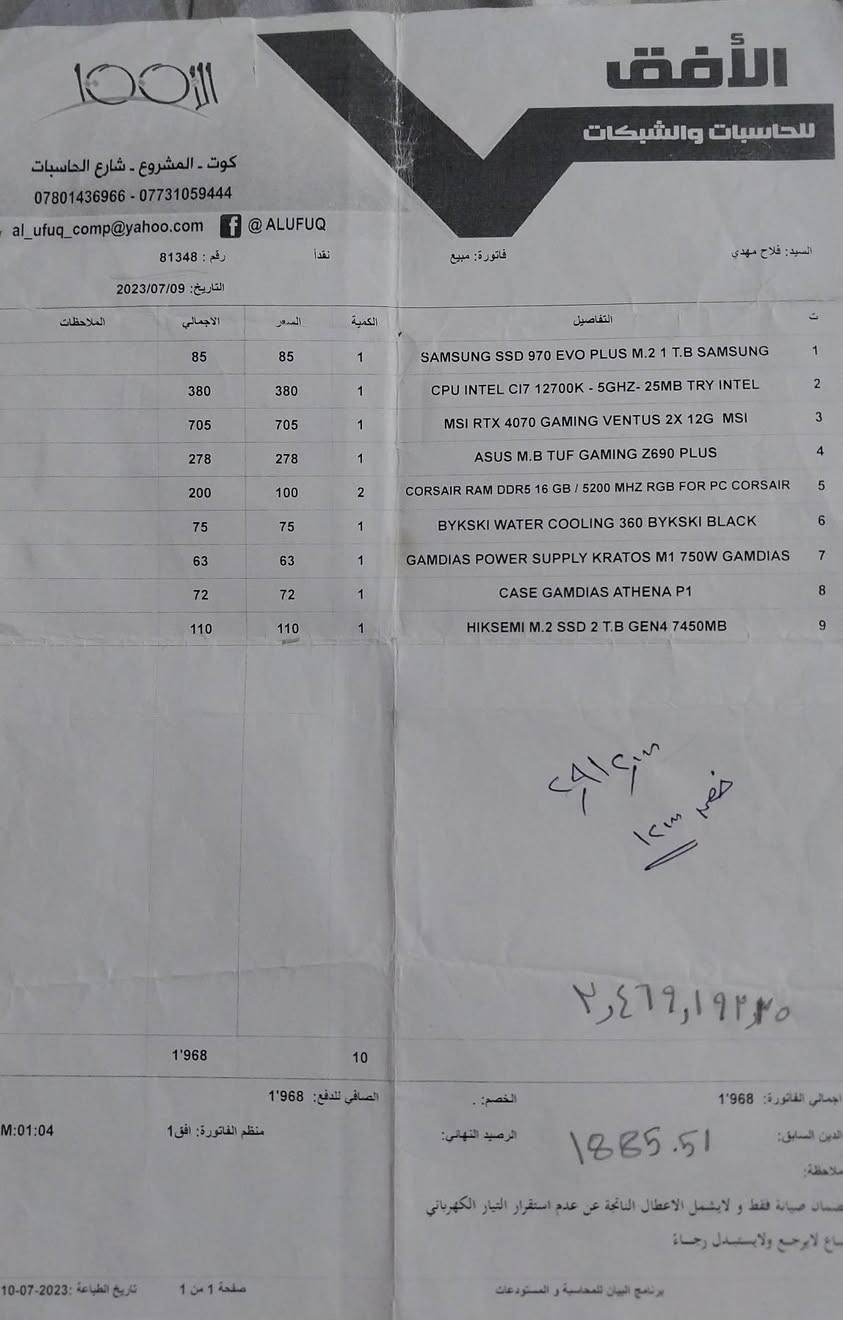 الأفق
للحاسبات والشبكات
كوت - المشروع - شارع الحاسبات
07801436966 - 07731059444
al_ufuq_comp@yahoo.com f @ ALUFUQ
السيد: فلاح مهدي فاتورة: مبيع نقداً رقم : 81348
التاريخ: 2023/07/09
ت التفاصيل الكمية السعر الاجمالي الملاحظات
1 SAMSUNG SSD 970 EVO PLUS M.2 1 T.B SAMSUNG 1 85 85
2 CPU INTEL CI7 12700K - 5GHZ- 25MB TRY INTEL 1 380 380
3 MSI RTX 4070 GAMING VENTUS 2X 12G MSI 1 705 705
4 ASUS M.B TUF GAMING Z690 PLUS 1 278 278
5 CORSAIR RAM DDR5 16 GB / 5200 MHZ RGB FOR PC CORSAIR 2 100 200
6 BYKSKI WATER COOLING 360 BYKSKI BLACK 1 75 75
7 GAMDIAS POWER SUPPLY KRATOS M1 750W GAMDIAS 1 63 63
8 CASE GAMDIAS ATHENA P1 1 72 72
9 HIKSEMI M.2 SSD 2 T.B GEN4 7450MB 1 110 110
10 1'968
اجمالي الفاتورة: 1'968 الخصم: . الصافي للدفع: 1'968
الدين السابق: الرصيد النهائي: منظم الفاتورة: افق1 M:01:04
1885.51
ملاحظة:
صيانة فقط و لايشمل الاعطال الناتجة عن عدم استقرار التيار الكهربائي
لايرجع ولايستبدل رجاءً
برنامج البيان للمحاسبة و المستودعات صفحة 1 من 1 تاريخ الطباعة :10-07-2023